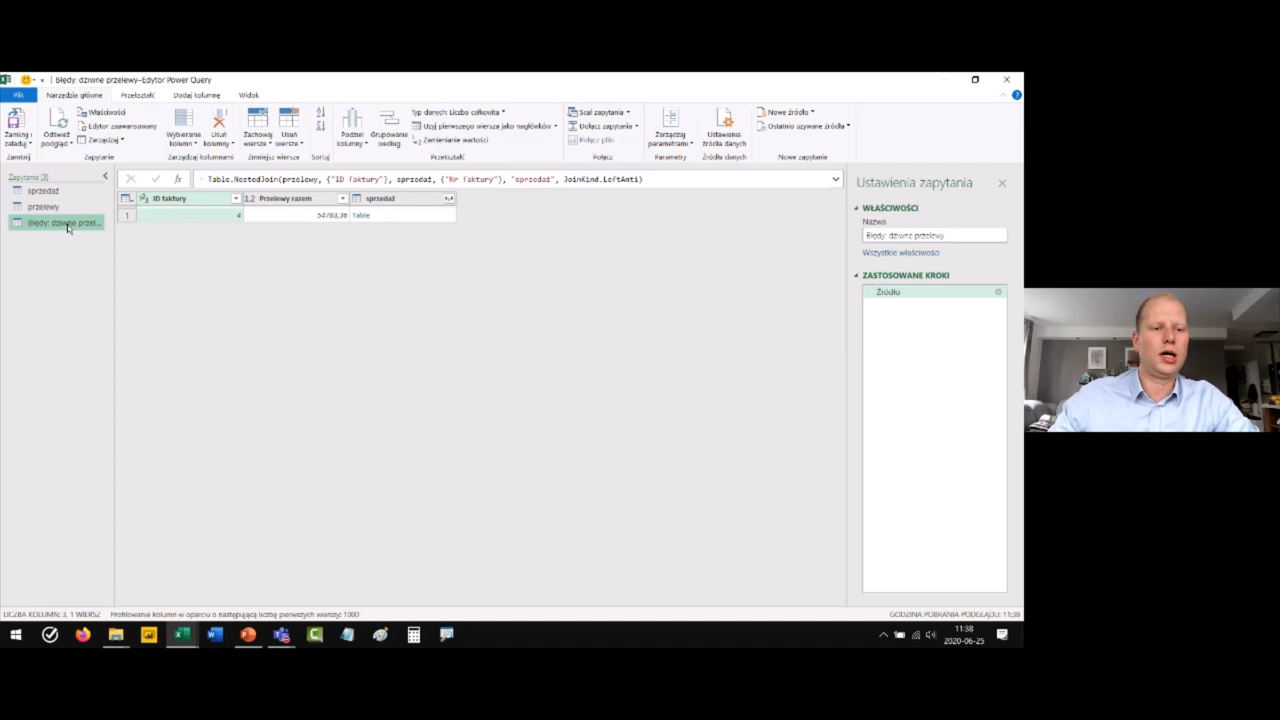 Błędy: dziwne przelewy–Edytor Power Query
Plik Narzędzia główne Przekształć Dodaj kolumnę Widok
Zamknij i załaduj
Odśwież podgląd
Właściwości
Edytor zaawansowany
Zarządzaj
Wybieranie kolumn
Usuń kolumny
Zachowaj wiersze
Usuń wiersze
Podziel kolumny
Grupowanie według
Typ danych: Liczba całkowita
Użyj pierwszego wiersza jako nagłówków
Zamienianie wartości
Scal zapytania
Dołącz zapytania
Połącz pliki
Zarządzaj parametrami
Ustawienia źródła danych
Nowe źródło
Ostatnio używane źródła
Zamknij Zapytanie Zarządzaj kolumnami Zmniejsz wiersze Sortuj Przekształć Połącz Parametry Źródła danych Nowe zapytanie
Zapytania [3]
sprzedaż
przelewy
Błędy: dziwne przel...
fx
= Table.NestedJoin(przelewy, {"ID faktury"}, sprzedaż, {"Nr faktury"}, "sprzedaż", JoinKind.LeftAnti)
ID faktury 1.2 Przelewy razem sprzedaż
1 4 54783,36 Table
Ustawienia zapytania
WŁAŚCIWOŚCI
Nazwa
Błędy: dziwne przelewy
Wszystkie właściwości
ZASTOSOWANE KROKI
Źródło
LICZBA KOLUMN: 3, 1 WIERSZ Profilowanie kolumn w oparciu o następującą liczbę pierwszych wierszy: 1000 GODZINA POBRANIA PODGLĄDU: 11:38
11:38
2020-06-25